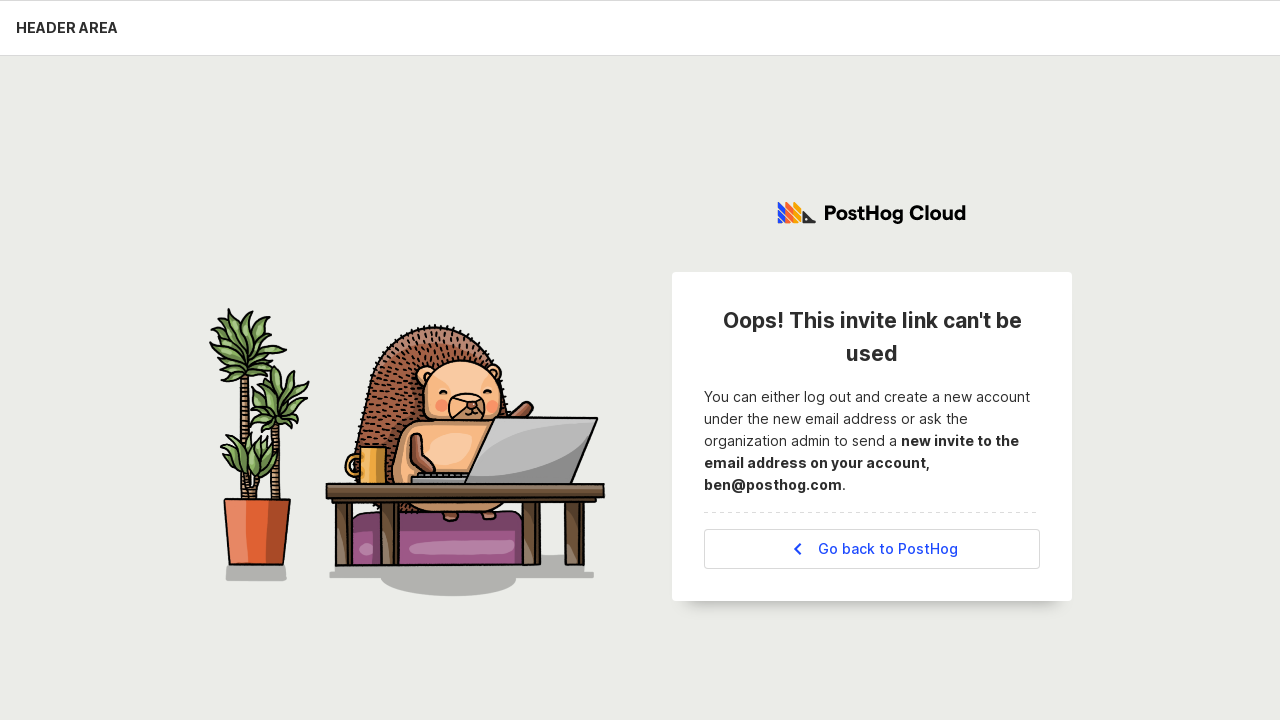 HEADER AREA
PostHog Cloud
Oops! This invite link can't be
used
You can either log out and create a new account
under the new email address or ask the
organization admin to send a new invite to the
email address on your account,
ben@posthog.com.
Go back to PostHog